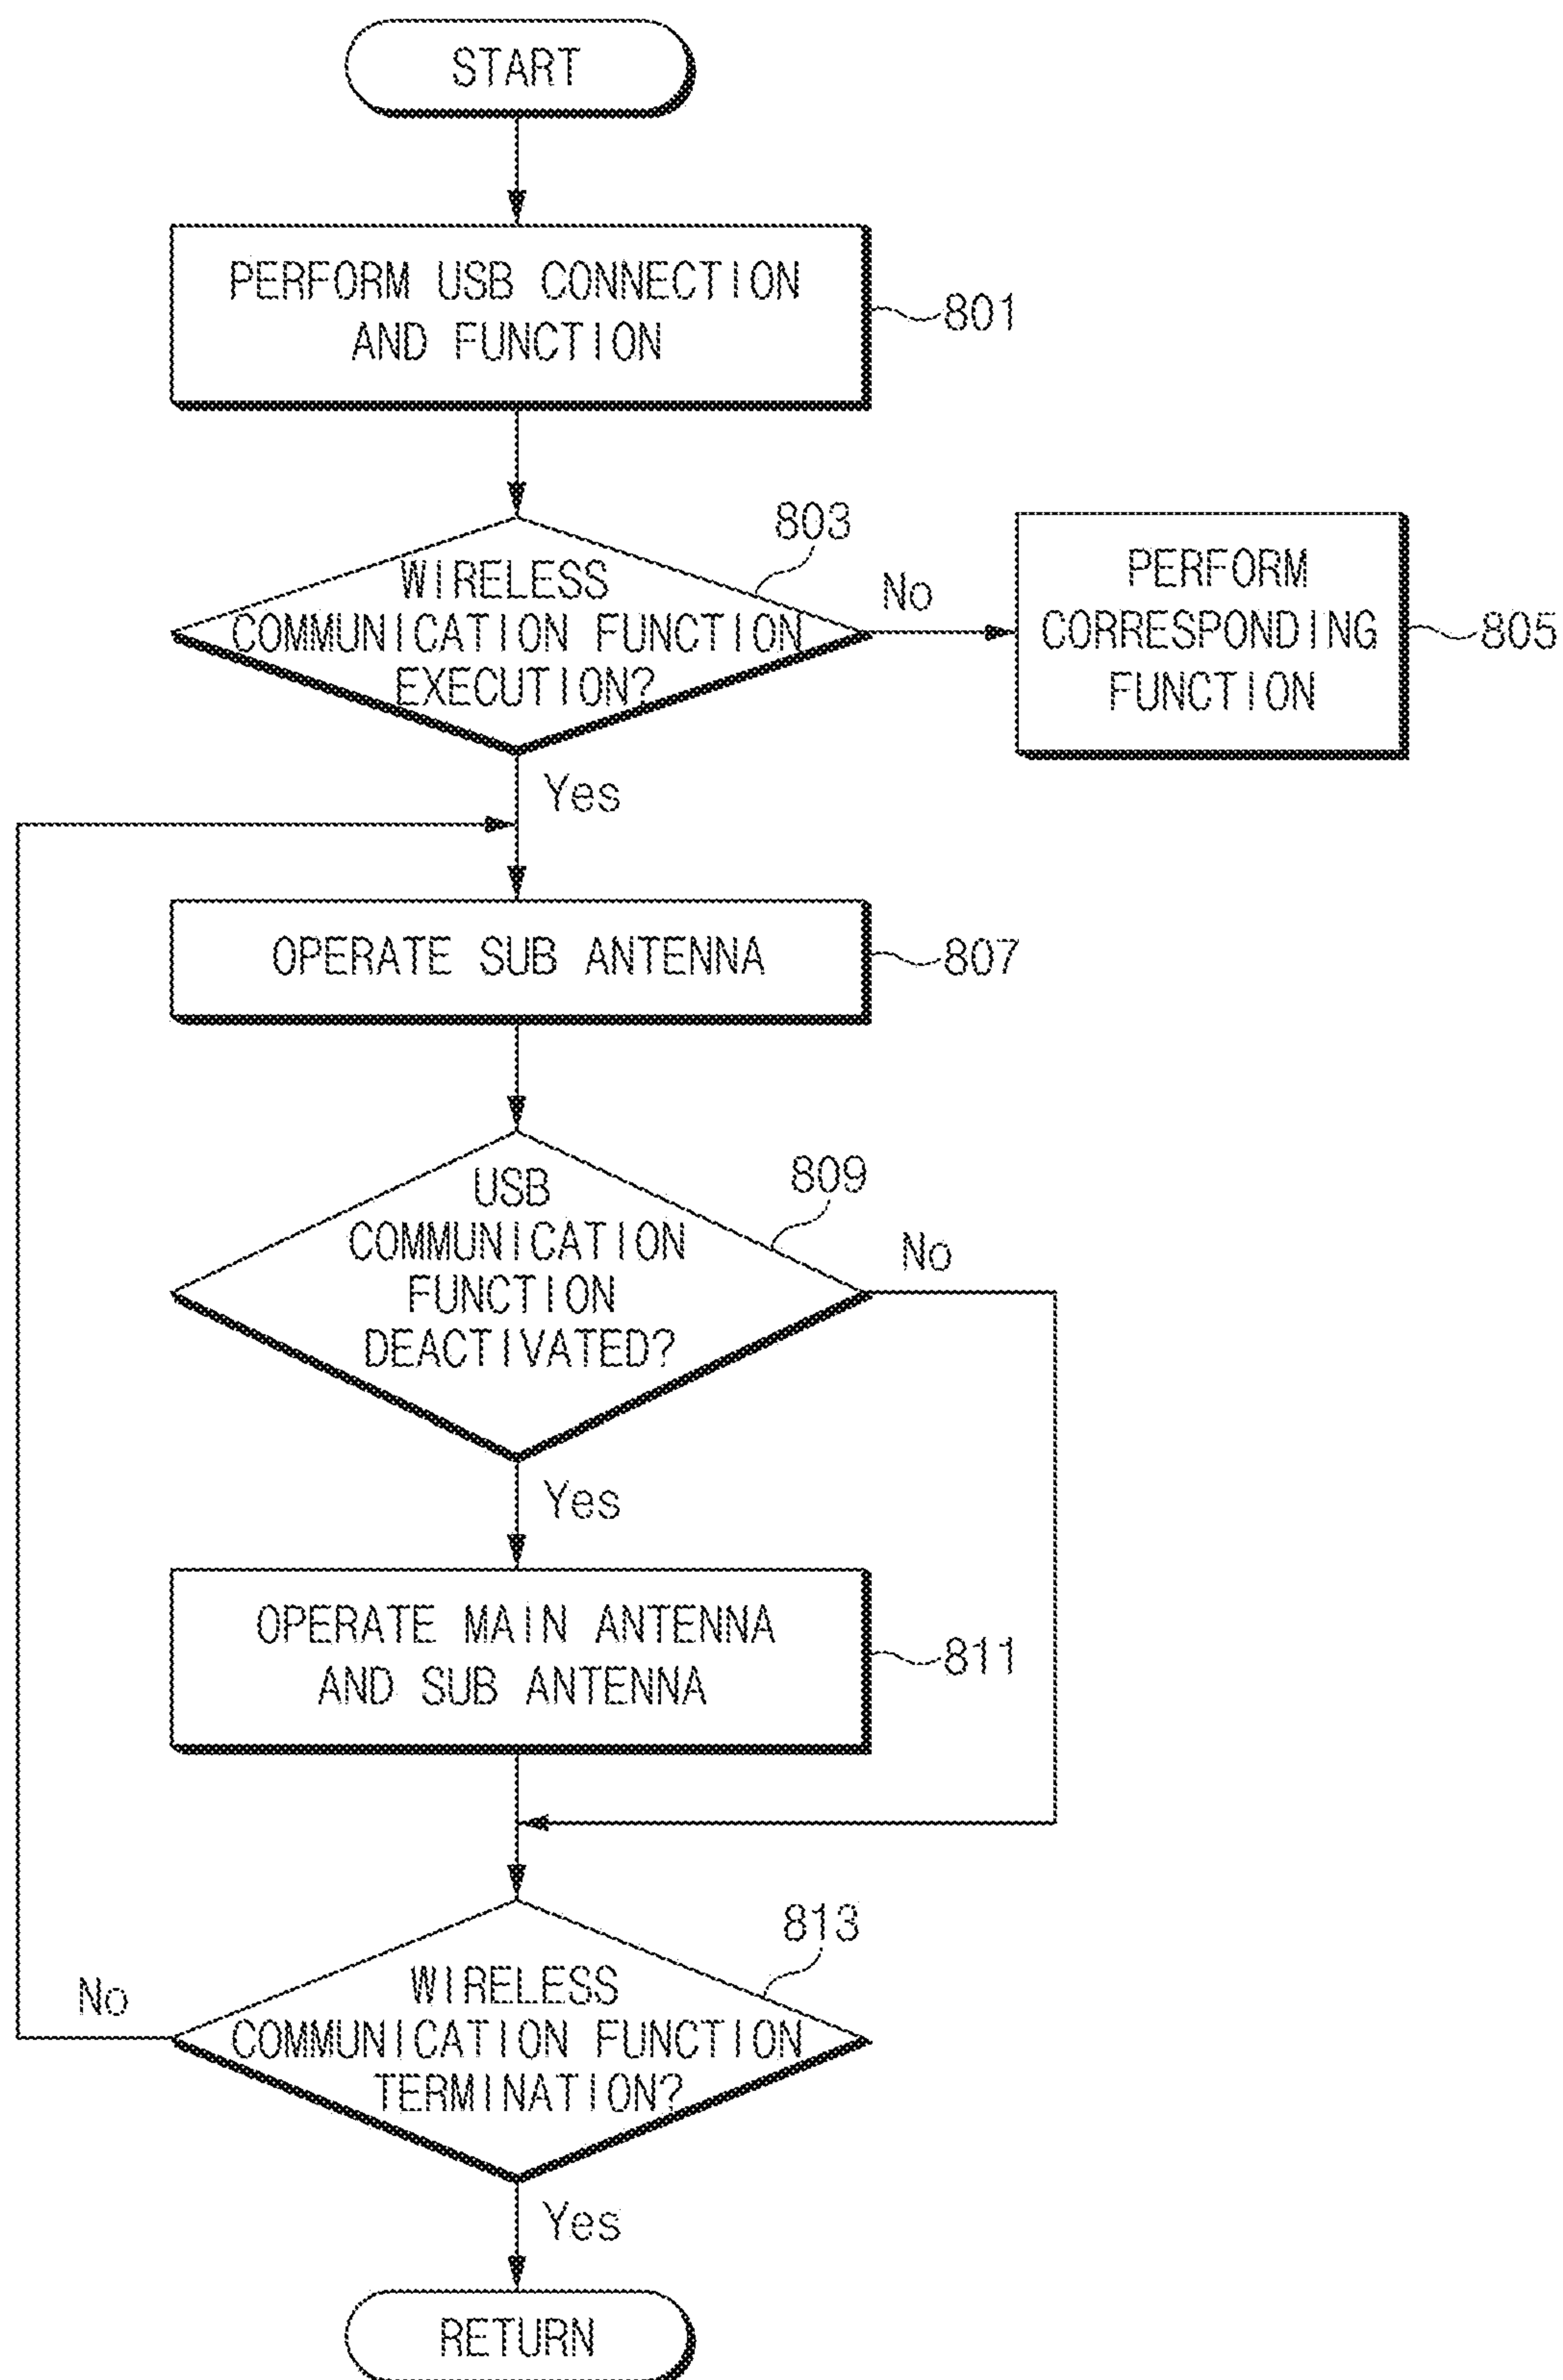 START
PERFORM USB CONNECTION
AND FUNCTION
801
803
WIRELESS
COMMUNICATION FUNCTION
EXECUTION?
No
PERFORM
CORRESPONDING
FUNCTION
805
Yes
OPERATE SUB ANTENNA
807
809
USB
COMMUNICATION
FUNCTION
DEACTIVATED?
No
Yes
OPERATE MAIN ANTENNA
AND SUB ANTENNA
811
813
WIRELESS
COMMUNICATION FUNCTION
TERMINATION?
No
Yes
RETURN